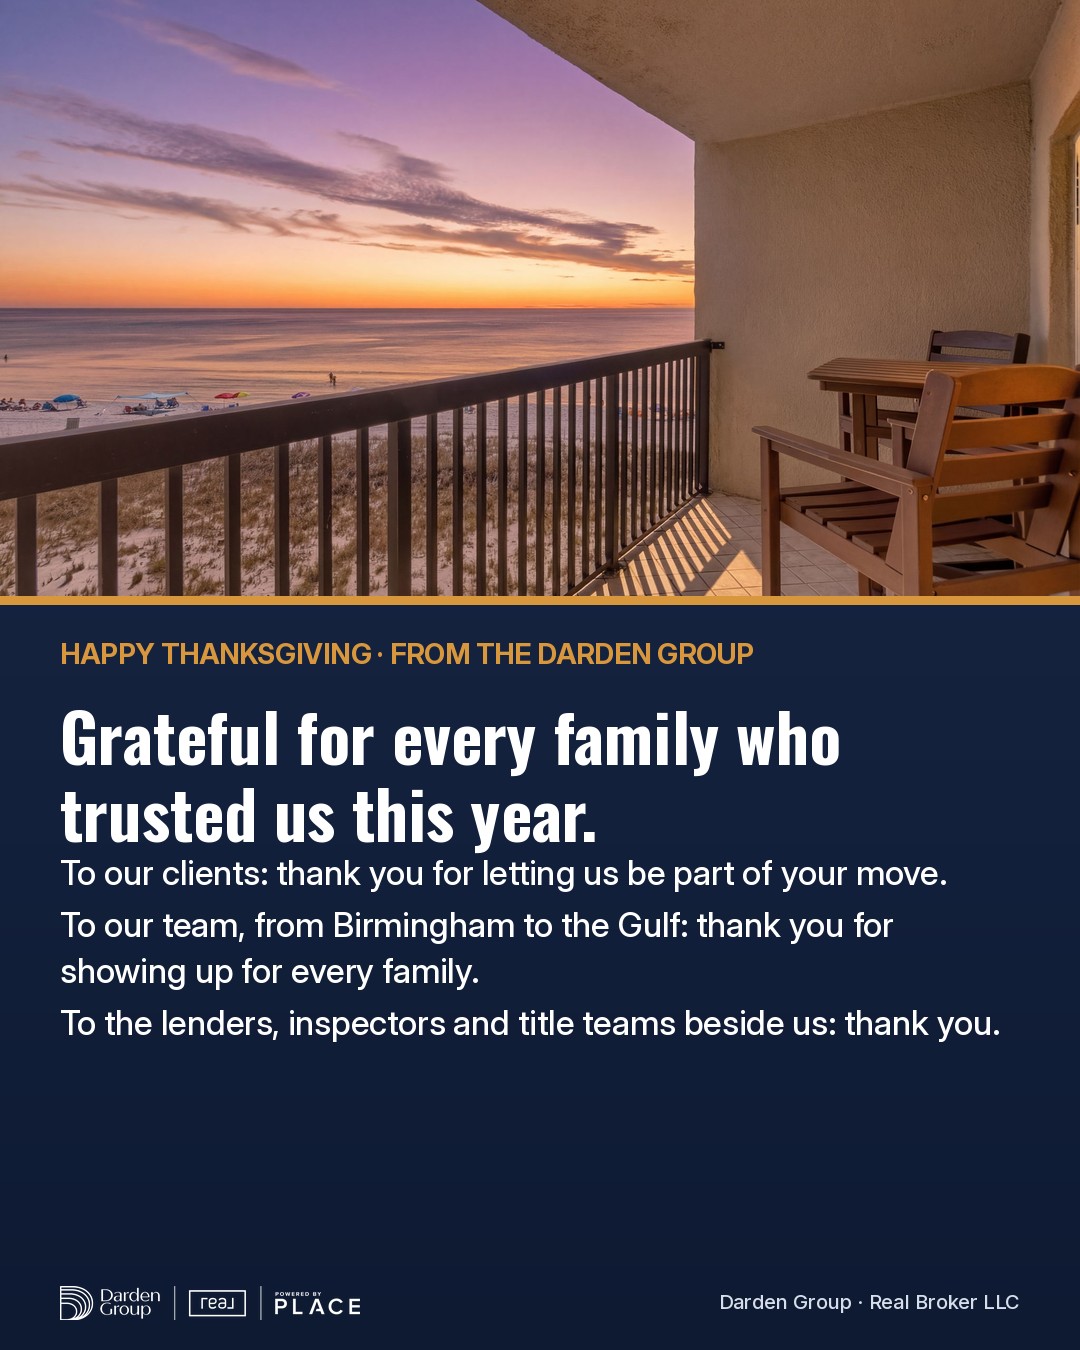 HAPPY THANKSGIVING · FROM THE DARDEN GROUP
Grateful for every family who
trusted us this year.
To our clients: thank you for letting us be part of your move.
To our team, from Birmingham to the Gulf: thank you for
showing up for every family.
To the lenders, inspectors and title teams beside us: thank you.
Darden
Group
real
POWERED BY
PLACE
Darden Group · Real Broker LLC